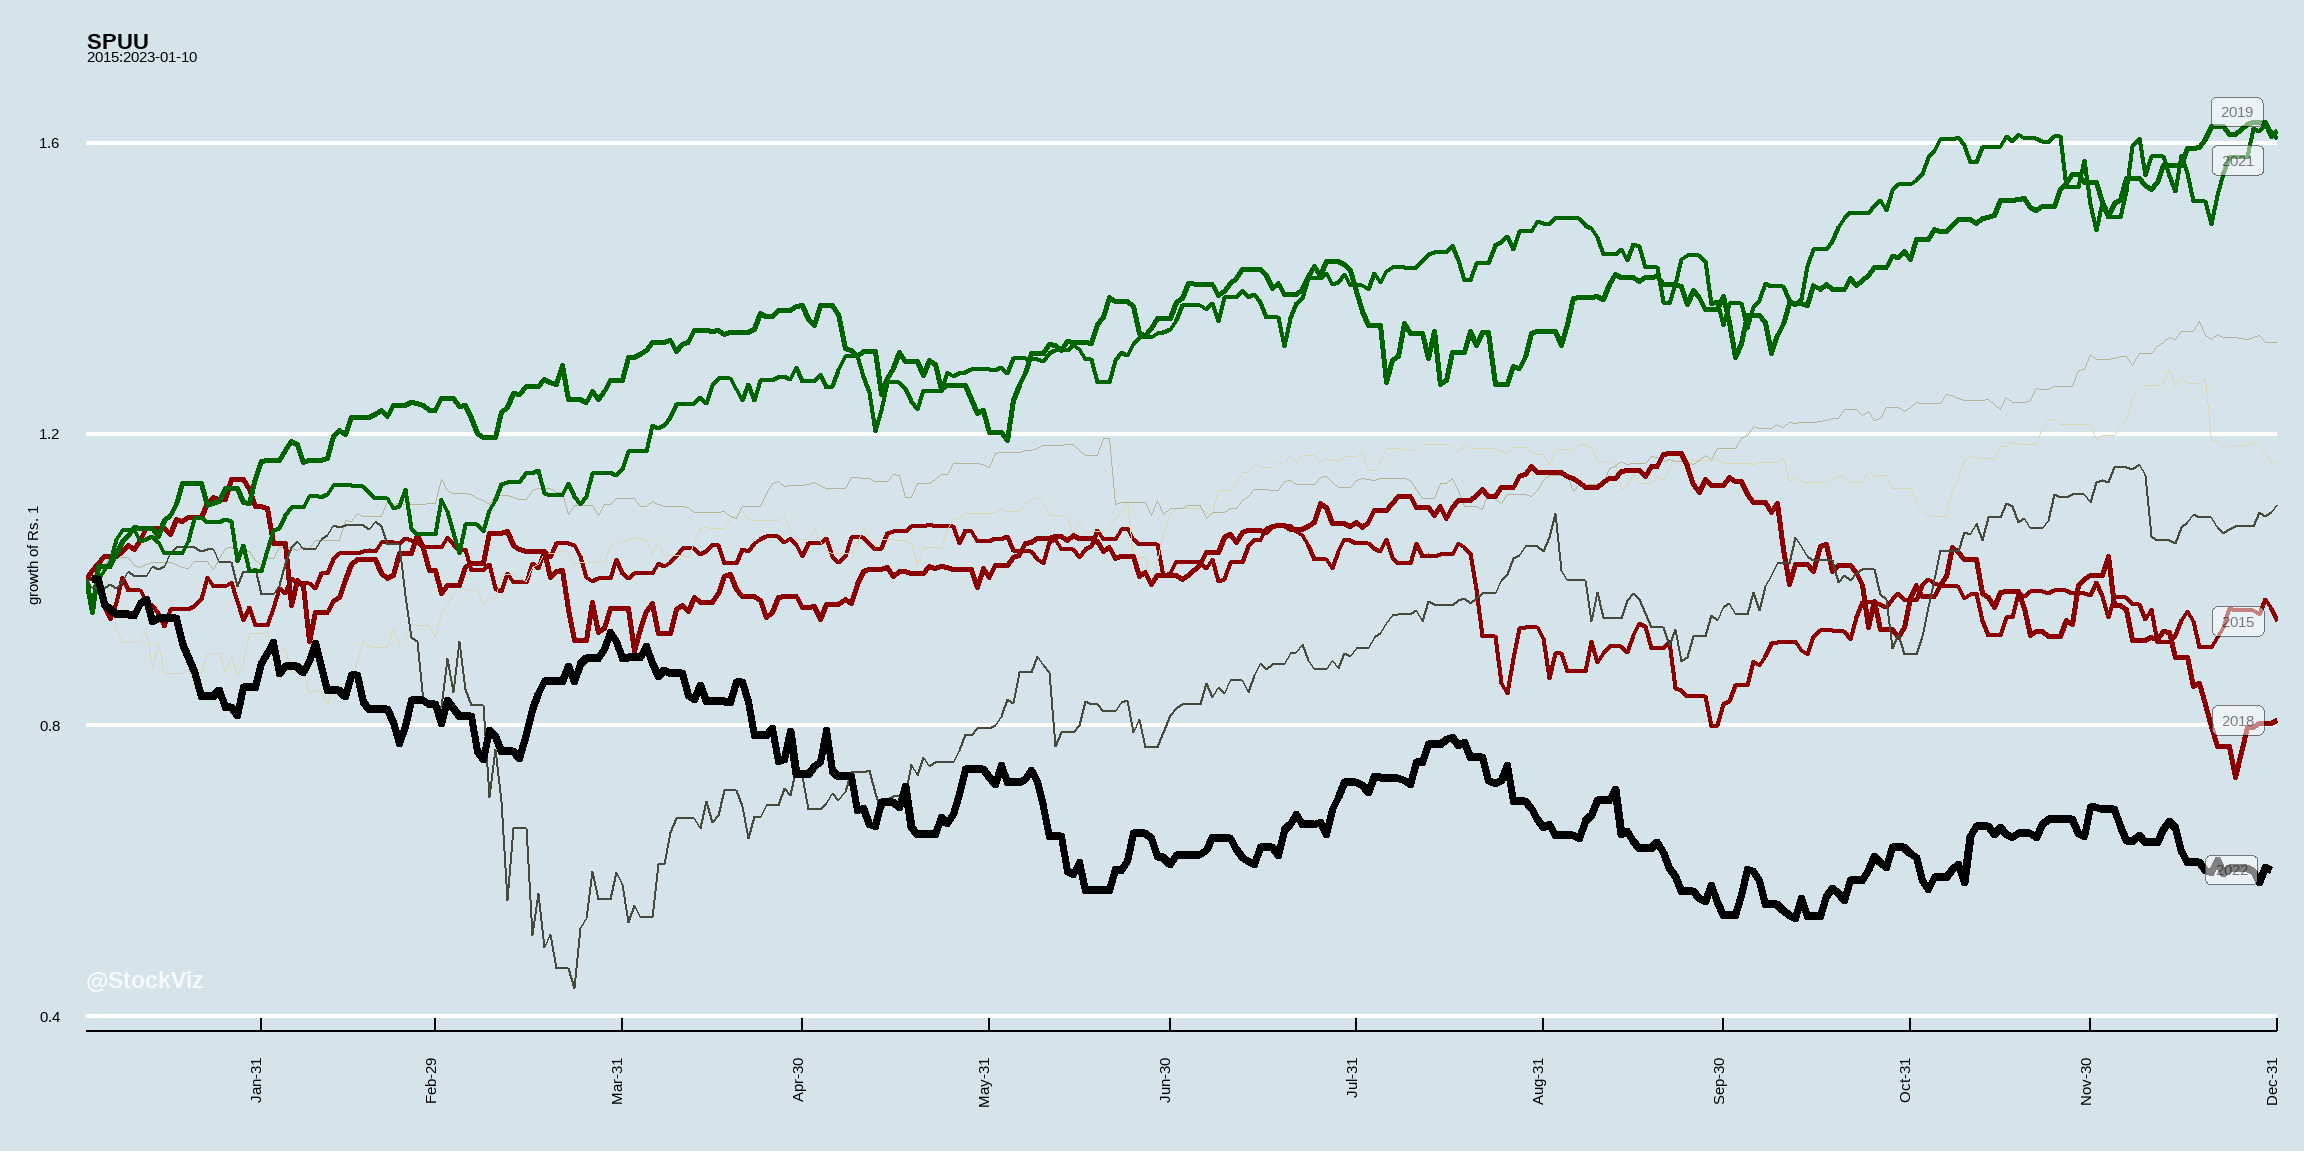 SPUU
2015:2023-01-10
2019
1.6
2021
1.2
growth of Rs. 1
2015
0.8
2018
2022
@StockViz
0.4
Jan-31
Feb-29
Mar-31
Apr-30
May-31
Jun-30
Jul-31
Aug-31
Sep-30
Oct-31
Nov-30
Dec-31